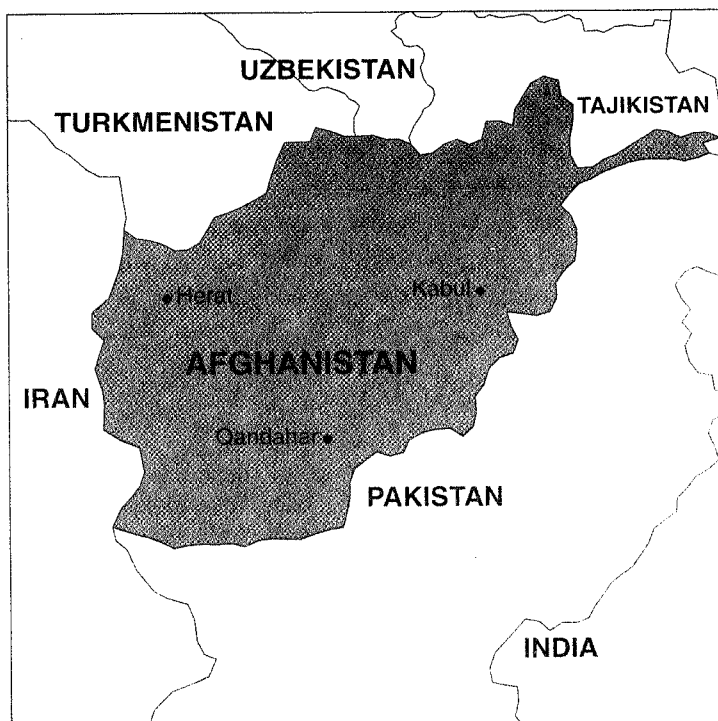 UZBEKISTAN
TAJIKISTAN
TURKMENISTAN
Herat
Kabul
AFGHANISTAN
IRAN
Qandahar
PAKISTAN
INDIA